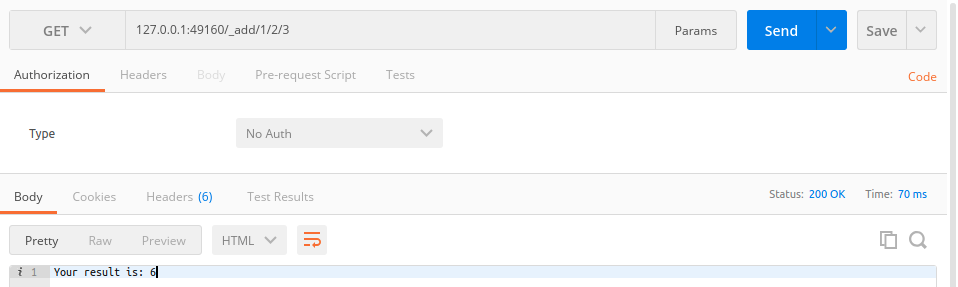 GET 127.0.0.1:49160/_add/1/2/3 Params Send Save
Authorization Headers Body Pre-request Script Tests Code
Type No Auth
Body Cookies Headers (6) Test Results Status: 200 OK Time: 70 ms
Pretty Raw Preview HTML
i 1 Your result is: 6